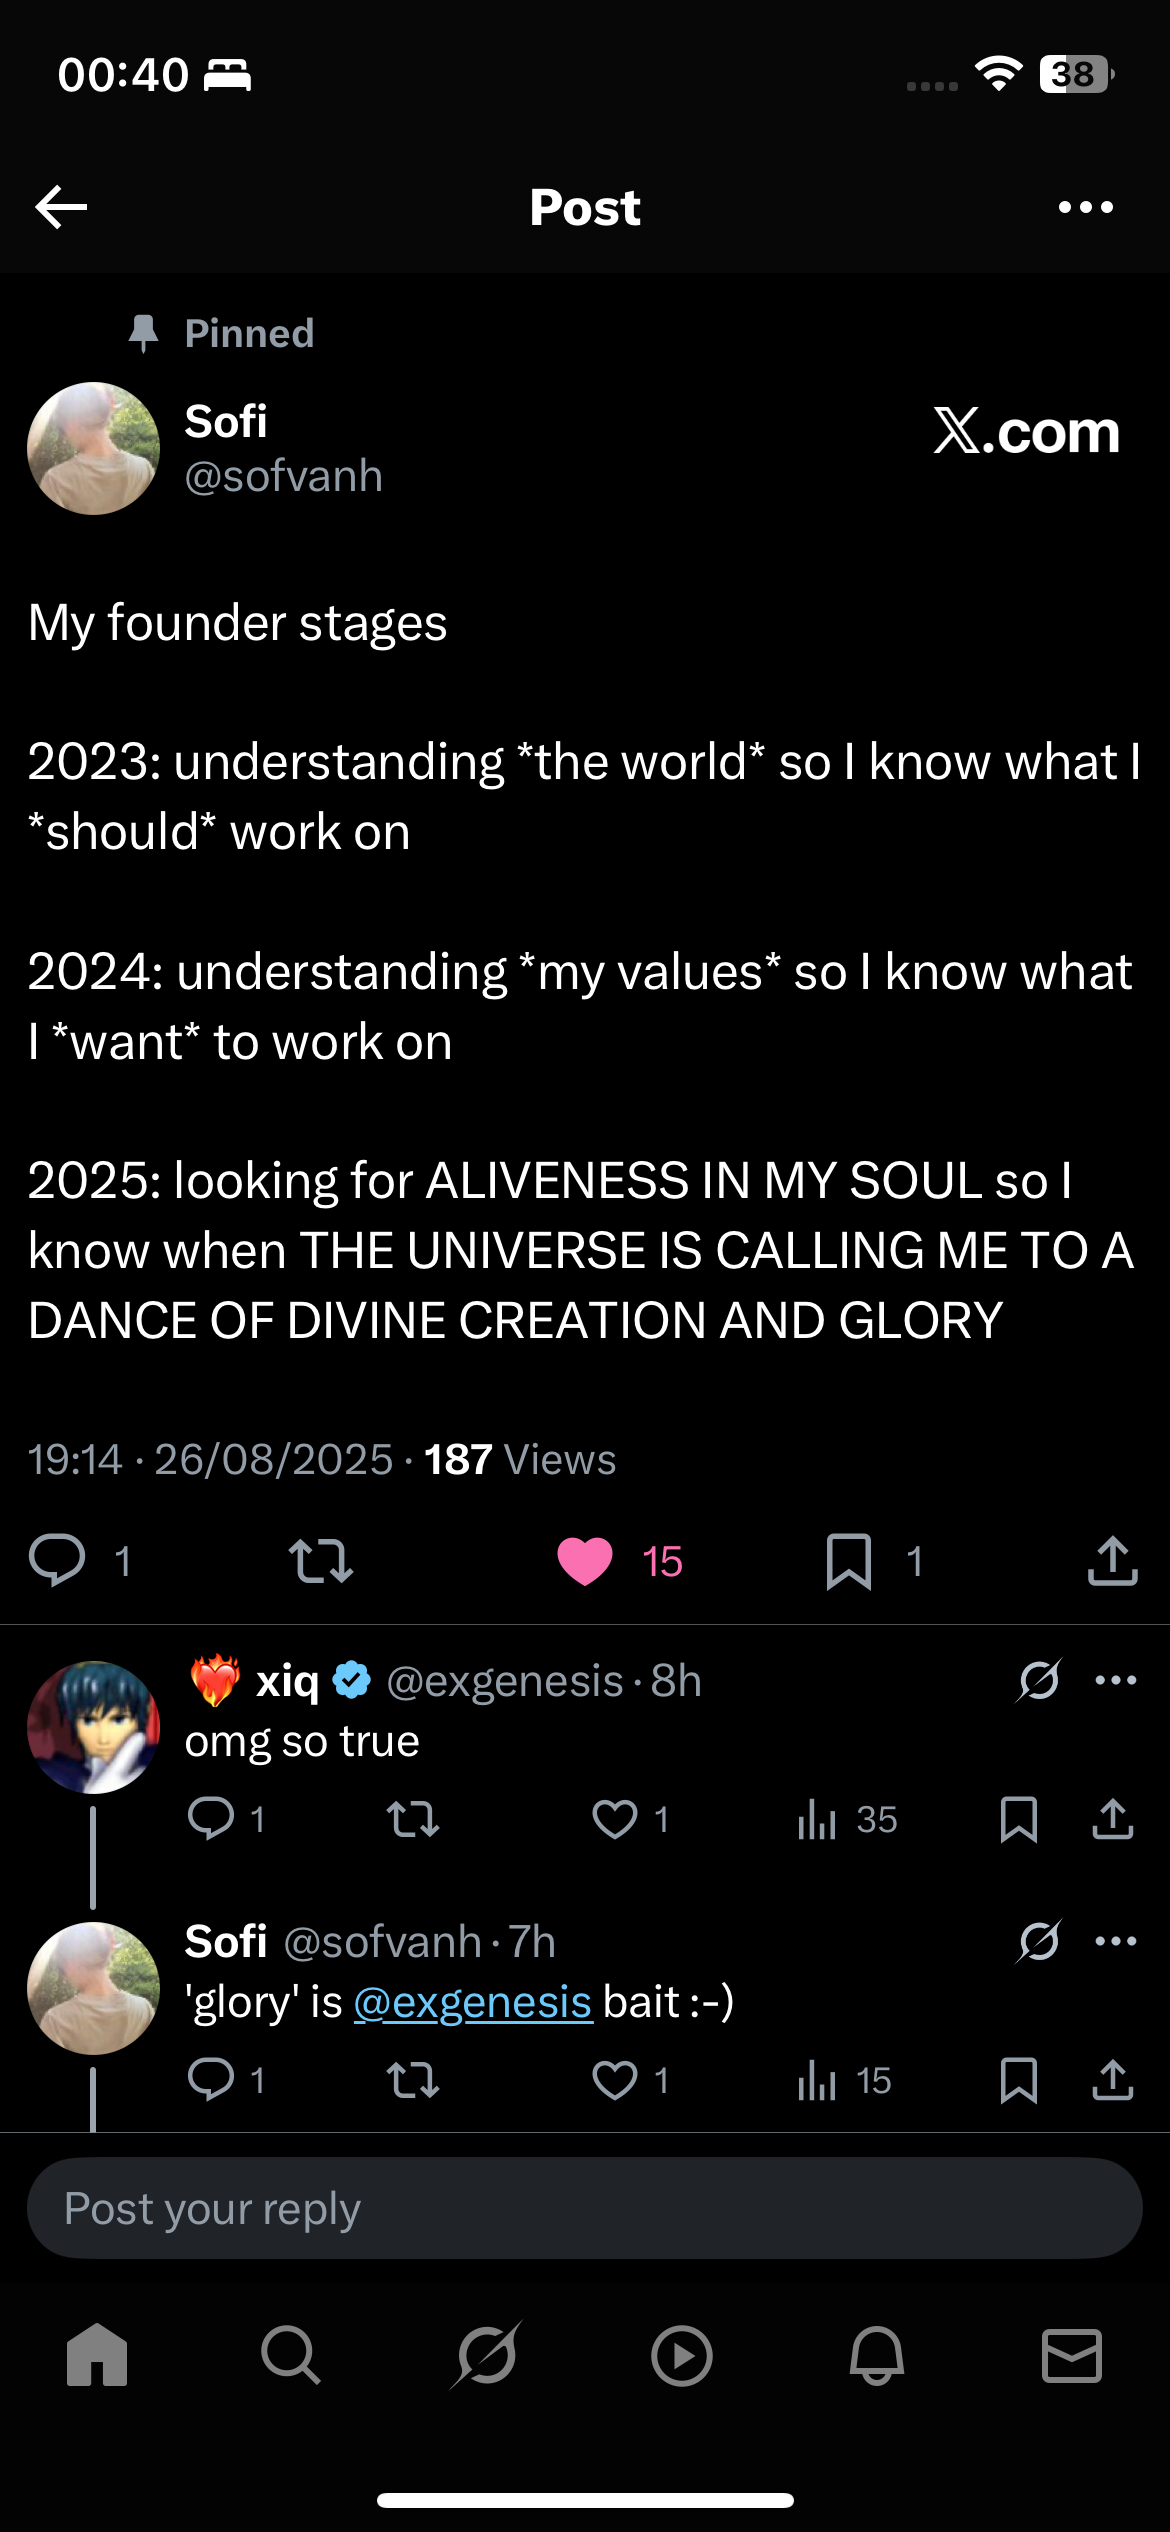 00:40
38
Post
Pinned
Sofi
@sofvanh
X.com
My founder stages
2023: understanding *the world* so I know what I
*should* work on
2024: understanding *my values* so I know what
I *want* to work on
2025: looking for ALIVENESS IN MY SOUL so I
know when THE UNIVERSE IS CALLING ME TO A
DANCE OF DIVINE CREATION AND GLORY
19:14 · 26/08/2025 · 187 Views
1 15 1
❤️‍🔥 xiq @exgenesis · 8h
omg so true
1 1 35
Sofi @sofvanh · 7h
'glory' is @exgenesis bait :-)
1 1 15
Post your reply